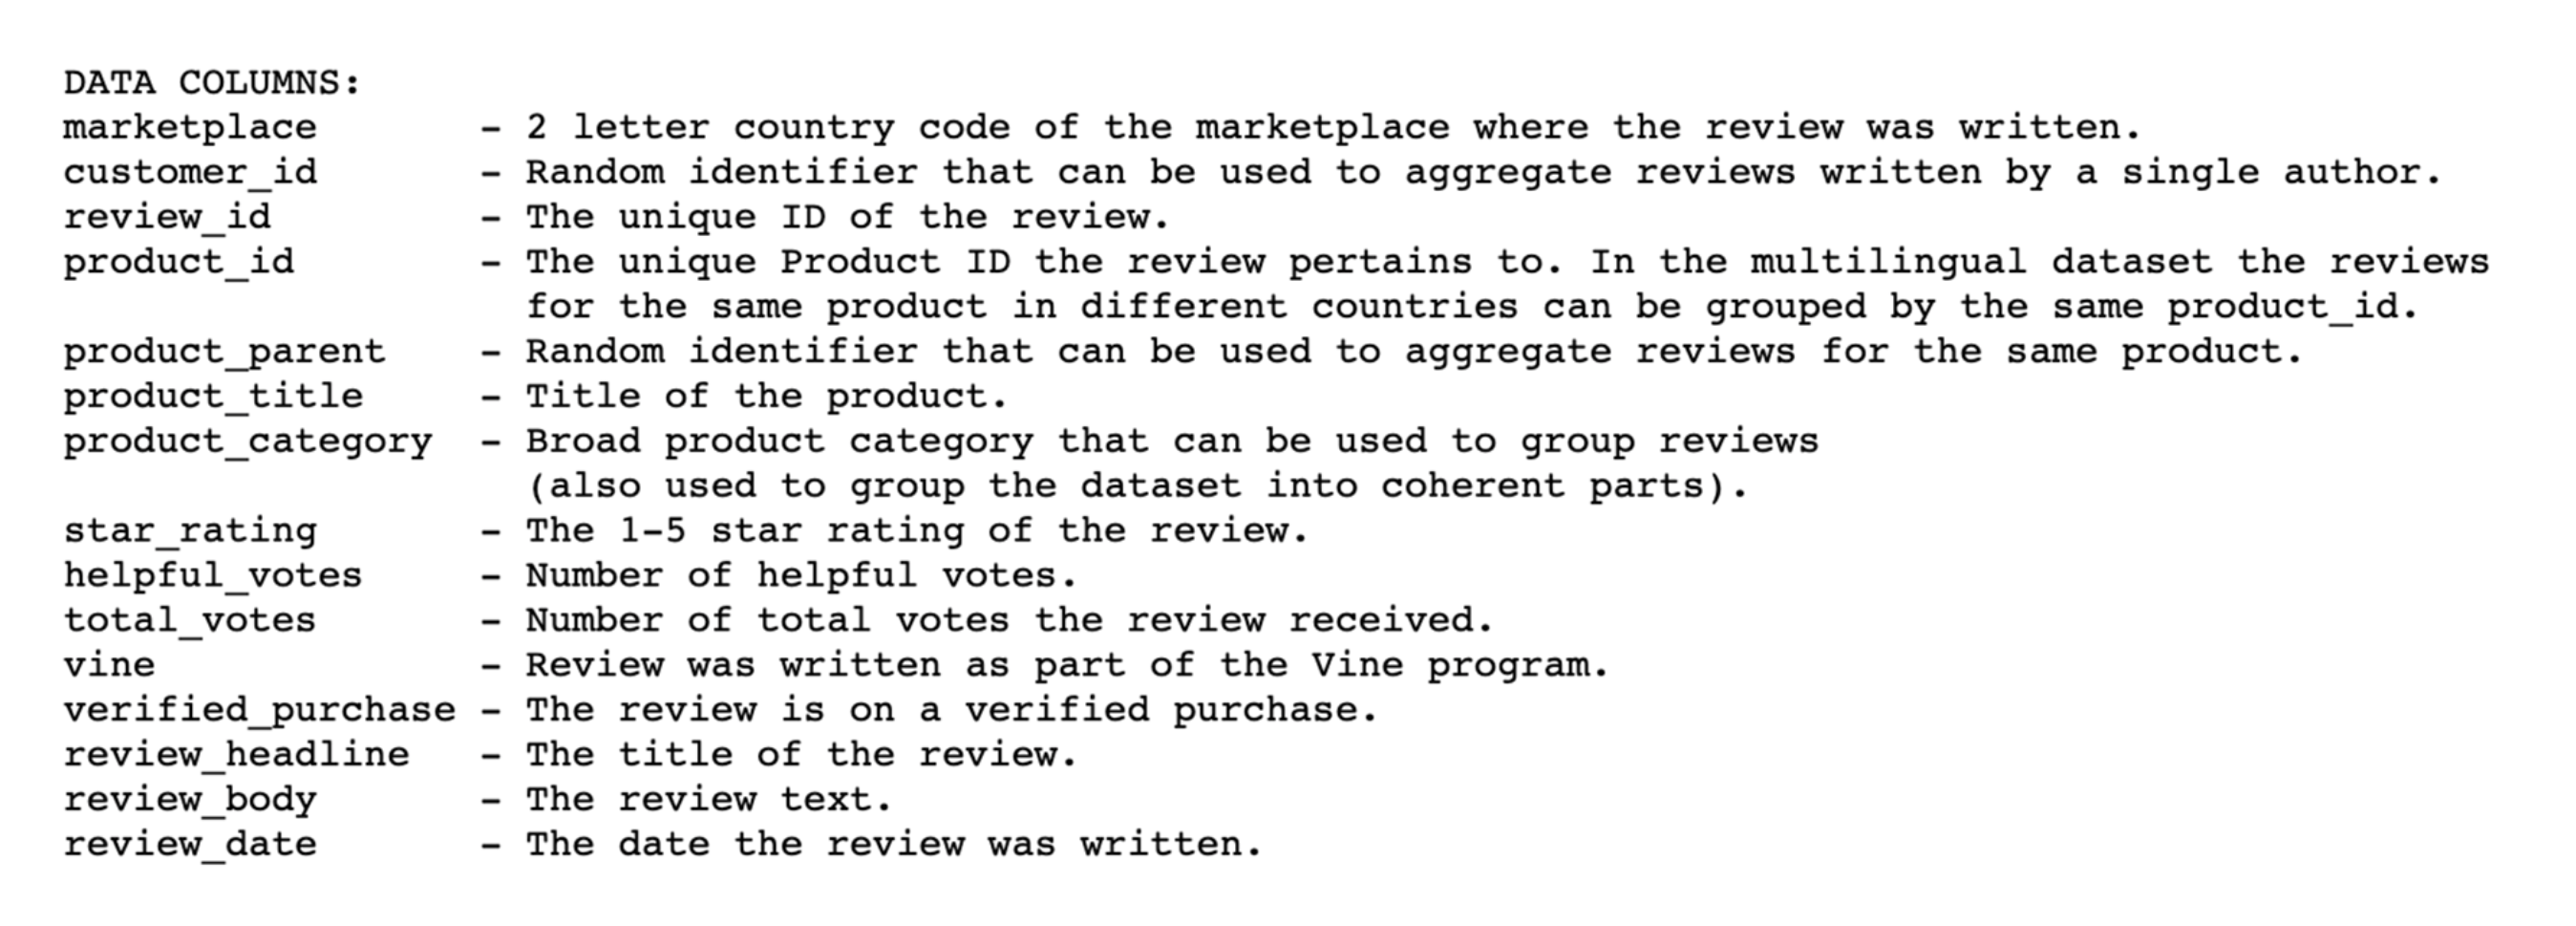 DATA COLUMNS:
marketplace - 2 letter country code of the marketplace where the review was written.
customer_id - Random identifier that can be used to aggregate reviews written by a single author.
review_id - The unique ID of the review.
product_id - The unique Product ID the review pertains to. In the multilingual dataset the reviews
for the same product in different countries can be grouped by the same product_id.
product_parent - Random identifier that can be used to aggregate reviews for the same product.
product_title - Title of the product.
product_category - Broad product category that can be used to group reviews
(also used to group the dataset into coherent parts).
star_rating - The 1-5 star rating of the review.
helpful_votes - Number of helpful votes.
total_votes - Number of total votes the review received.
vine - Review was written as part of the Vine program.
verified_purchase - The review is on a verified purchase.
review_headline - The title of the review.
review_body - The review text.
review_date - The date the review was written.